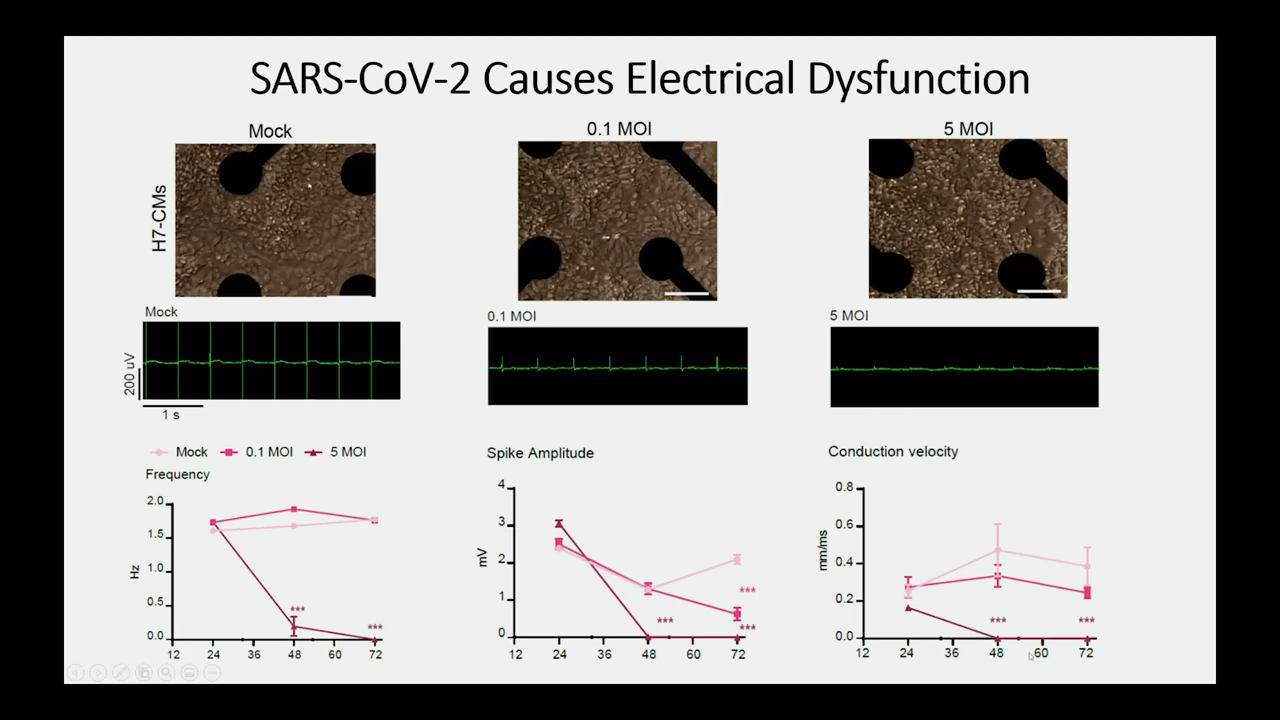 SARS-CoV-2 Causes Electrical Dysfunction
Mock
0.1 MOI
5 MOI
H7-CMs
Mock
0.1 MOI
5 MOI
200 uV
1 s
Mock 0.1 MOI 5 MOI
Frequency
Spike Amplitude
Conduction velocity
2.0
1.5
1.0
0.5
0.0
Hz
***
***
12 24 36 48 60 72
4
3
2
1
0
mV
***
***
***
12 24 36 48 60 72
0.8
0.6
0.4
0.2
0.0
mm/ms
***
***
12 24 36 48 60 72